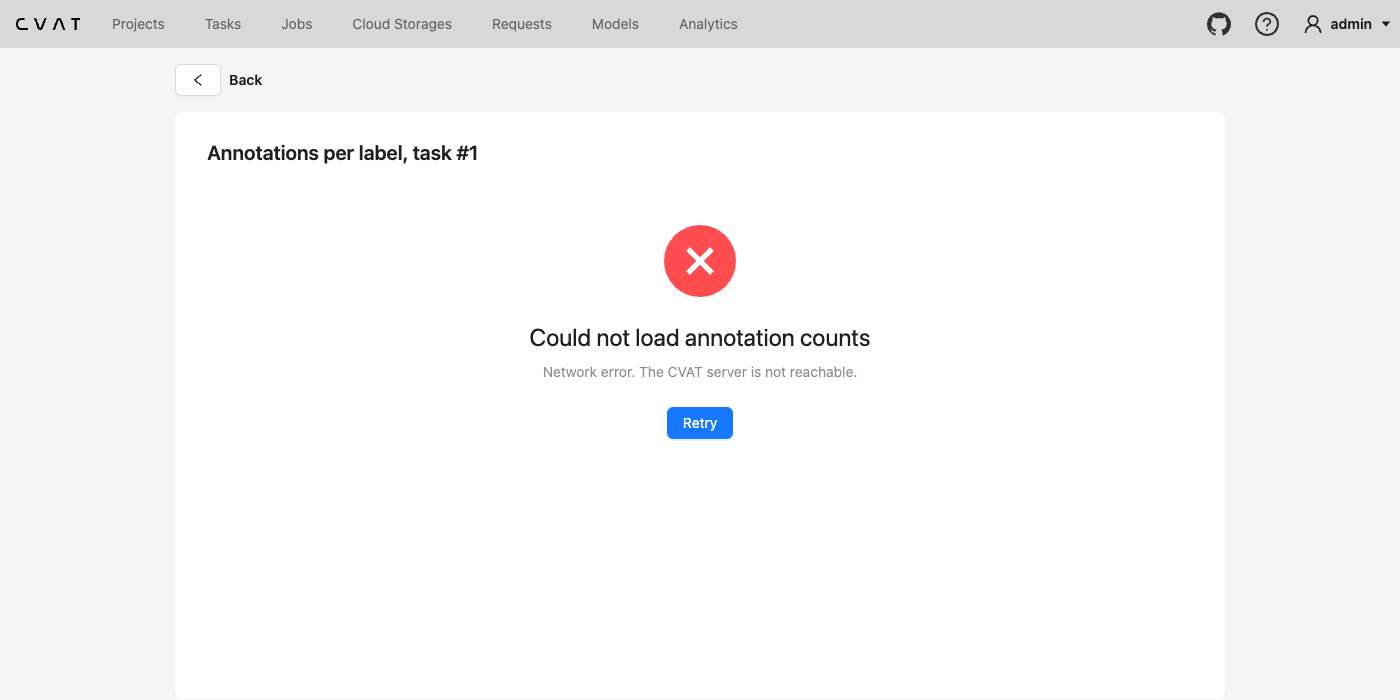 CVAT Projects Tasks Jobs Cloud Storages Requests Models Analytics admin
Back
Annotations per label, task #1
Could not load annotation counts
Network error. The CVAT server is not reachable.
Retry